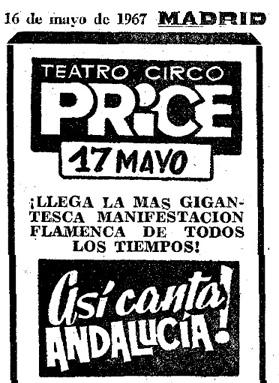 16 de mayo de 1967 MADRID
TEATRO CIRCO
PRiCE
17 MAYO
¡LLEGA LA MAS GIGAN-
TESCA MANIFESTACION
FLAMENCA DE TODOS
LOS TIEMPOS!
Así canta
ANDALUCÍA!